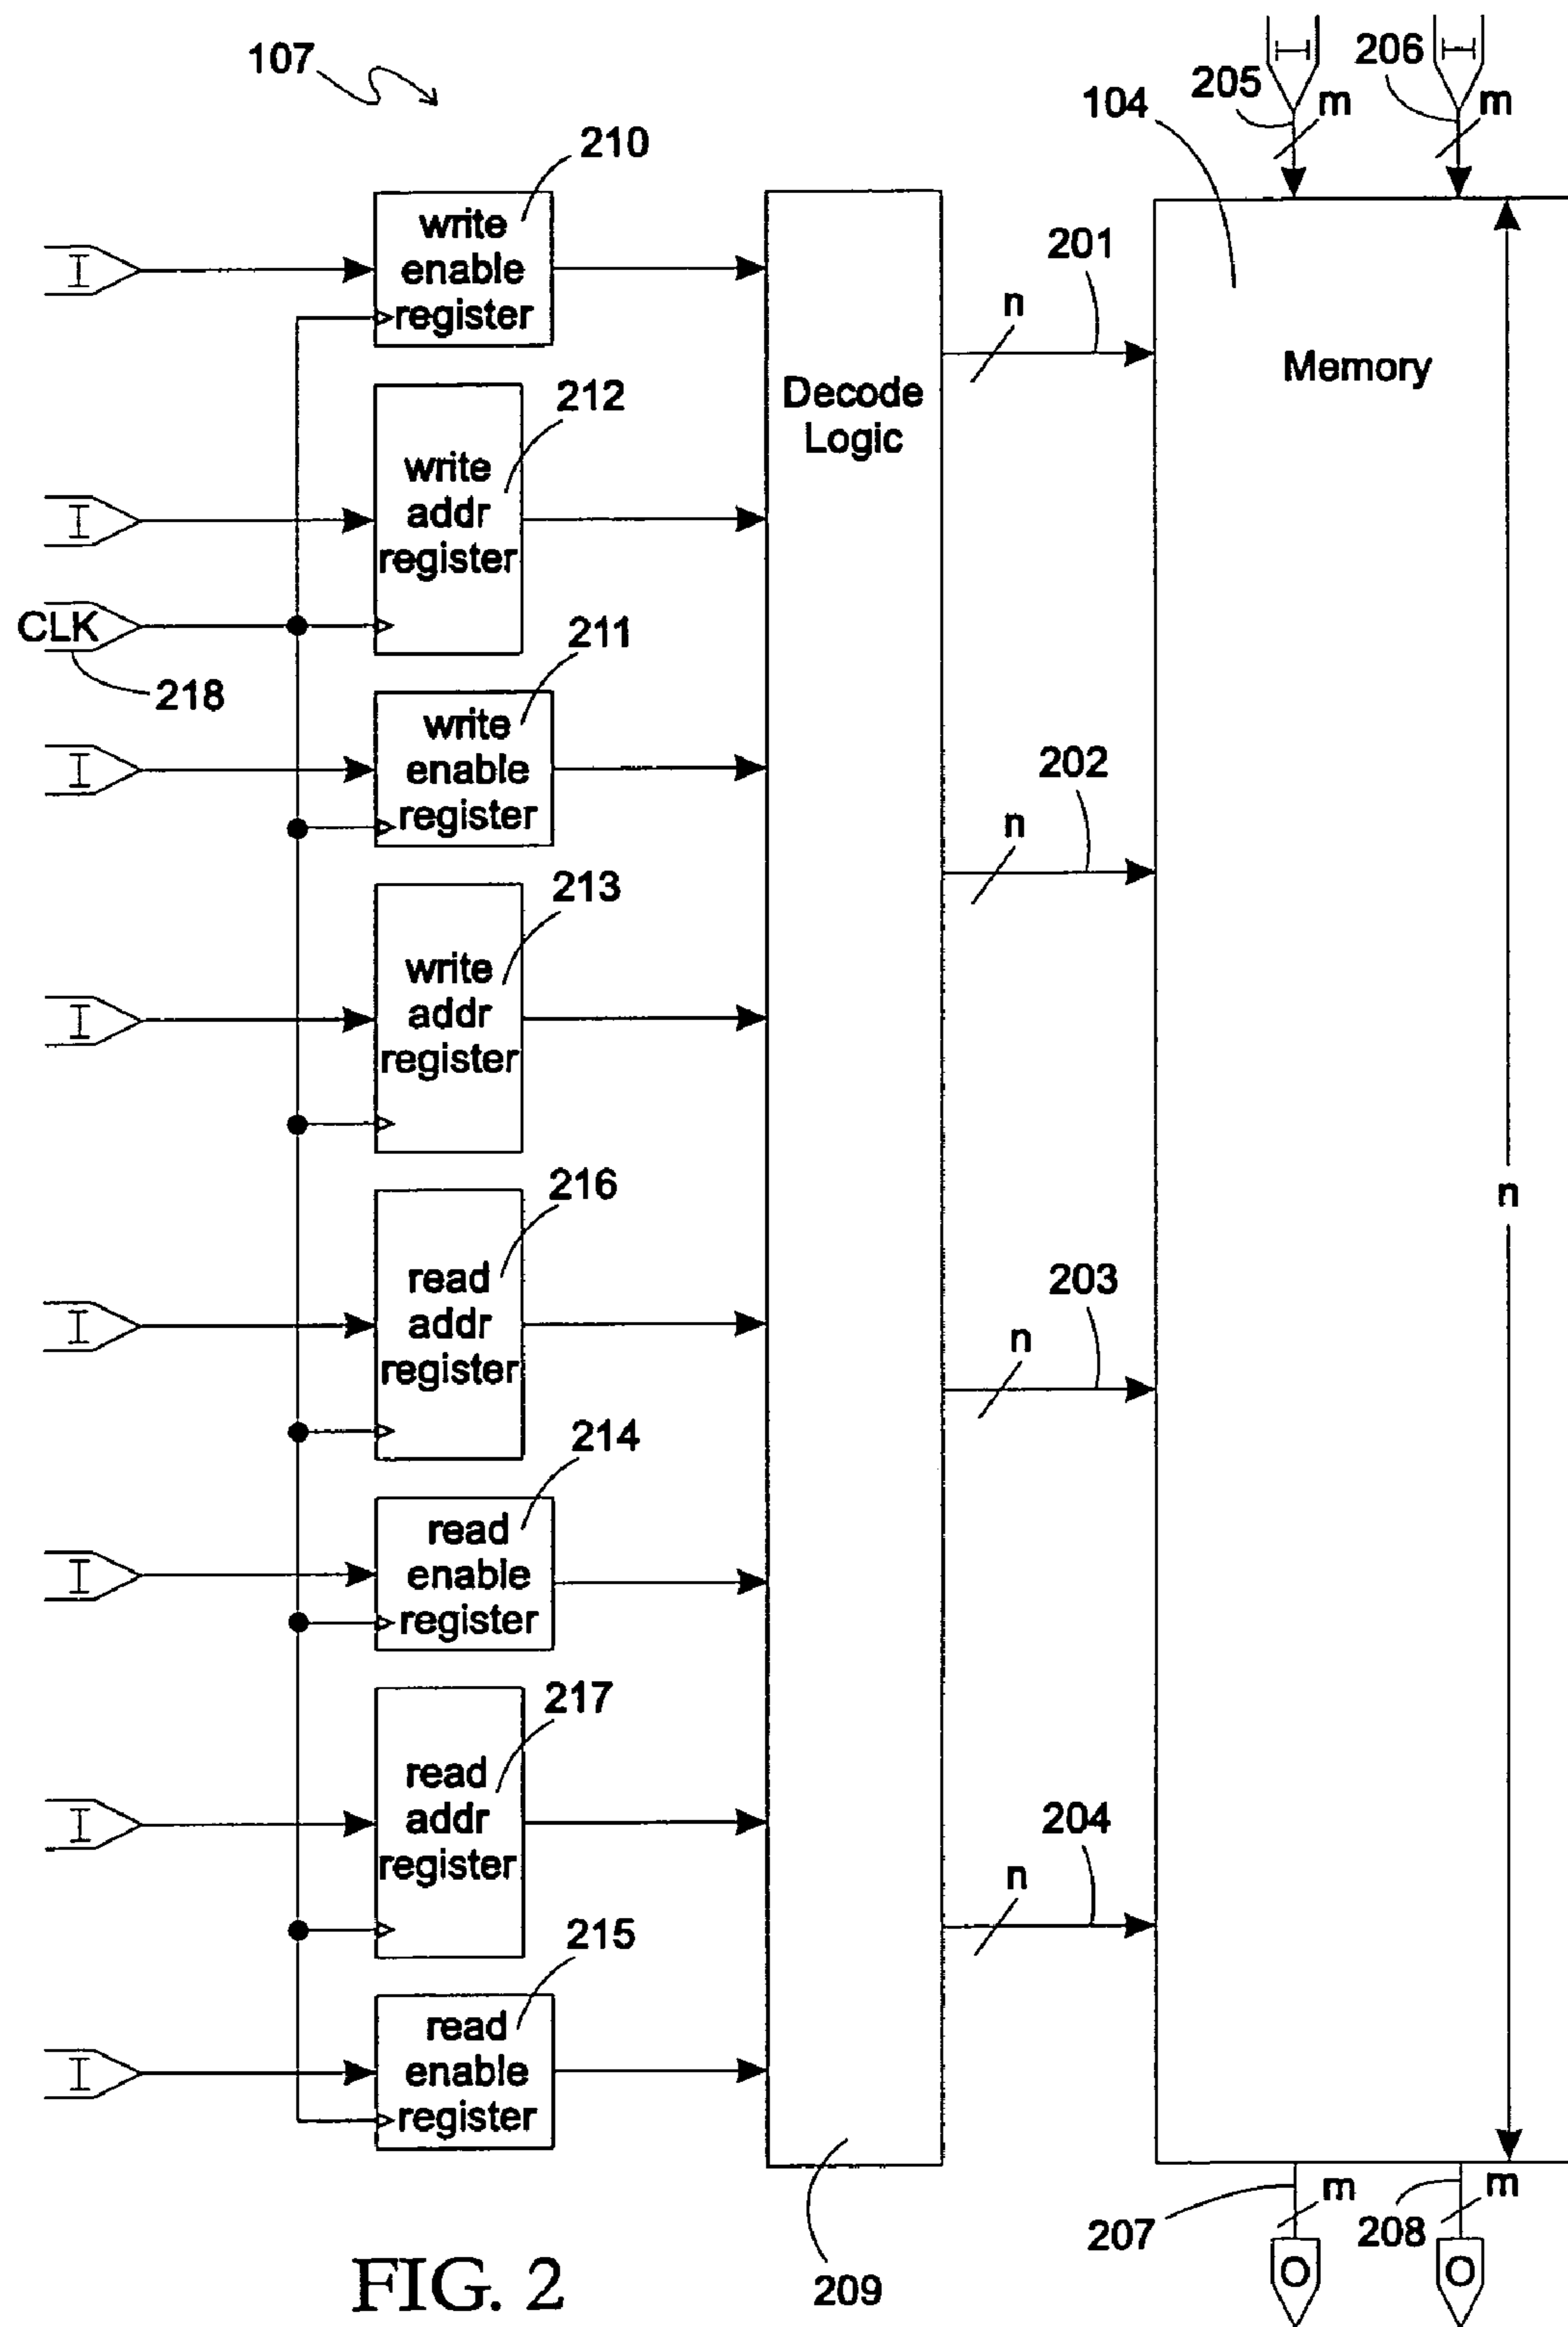 107
205
I
m
206
I
m
104
210
I
write
enable
register
201
n
Memory
Decode
Logic
212
I
write
addr
register
CLK
218
211
I
write
enable
register
202
n
213
I
write
addr
register
n
216
I
read
addr
register
203
n
214
I
read
enable
register
217
I
read
addr
register
204
n
215
I
read
enable
register
209
207
m
O
208
m
O
FIG. 2